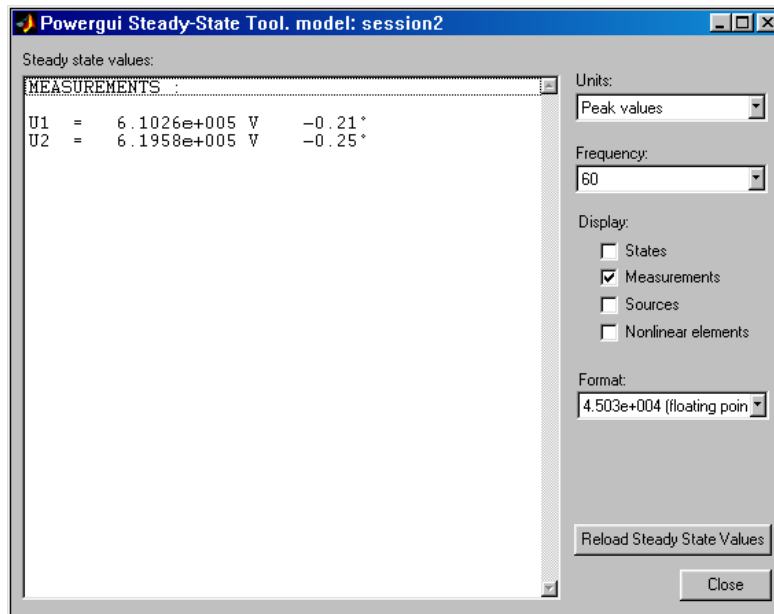 Powergui Steady-State Tool. model: session2
Steady state values:
MEASUREMENTS :
U1 = 6.1026e+005 V −0.21°
U2 = 6.1958e+005 V −0.25°
Units:
Peak values
Frequency:
60
Display:
States
Measurements
Sources
Nonlinear elements
Format:
4.503e+004 (floating poin
Reload Steady State Values
Close